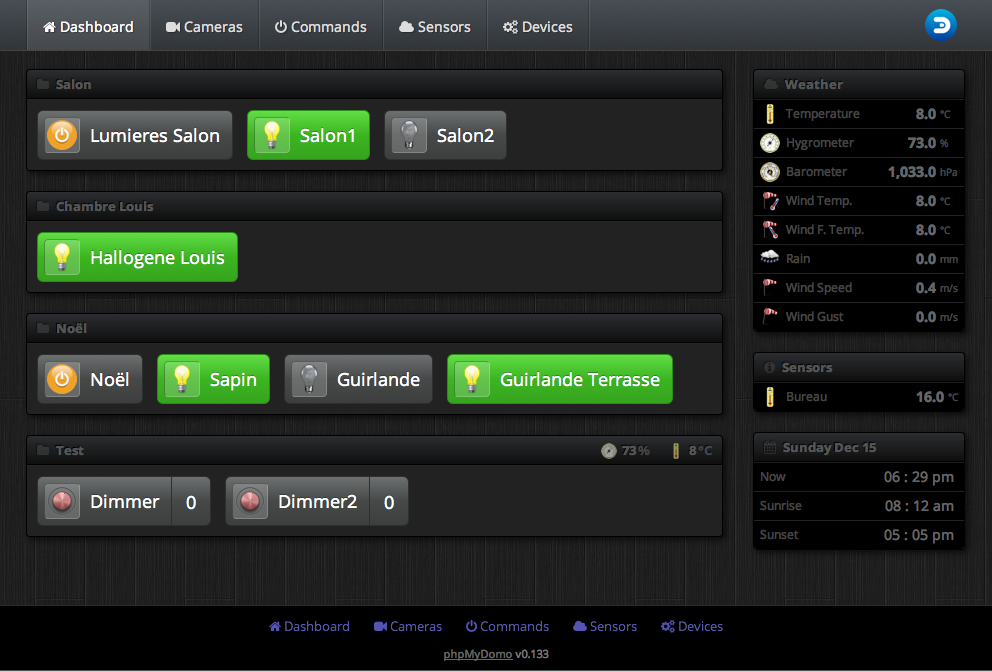 Dashboard Cameras Commands Sensors Devices
Salon
Lumieres Salon Salon1 Salon2
Chambre Louis
Hallogene Louis
Noël
Noël Sapin Guirlande Guirlande Terrasse
Test 73% 8°C
Dimmer 0 Dimmer2 0
Weather
Temperature 8.0 °C
Hygrometer 73.0 %
Barometer 1,033.0 hPa
Wind Temp. 8.0 °C
Wind F. Temp. 8.0 °C
Rain 0.0 mm
Wind Speed 0.4 m/s
Wind Gust 0.0 m/s
Sensors
Bureau 16.0 °C
Sunday Dec 15
Now 06 : 29 pm
Sunrise 08 : 12 am
Sunset 05 : 05 pm
Dashboard Cameras Commands Sensors Devices
phpMyDomo v0.133